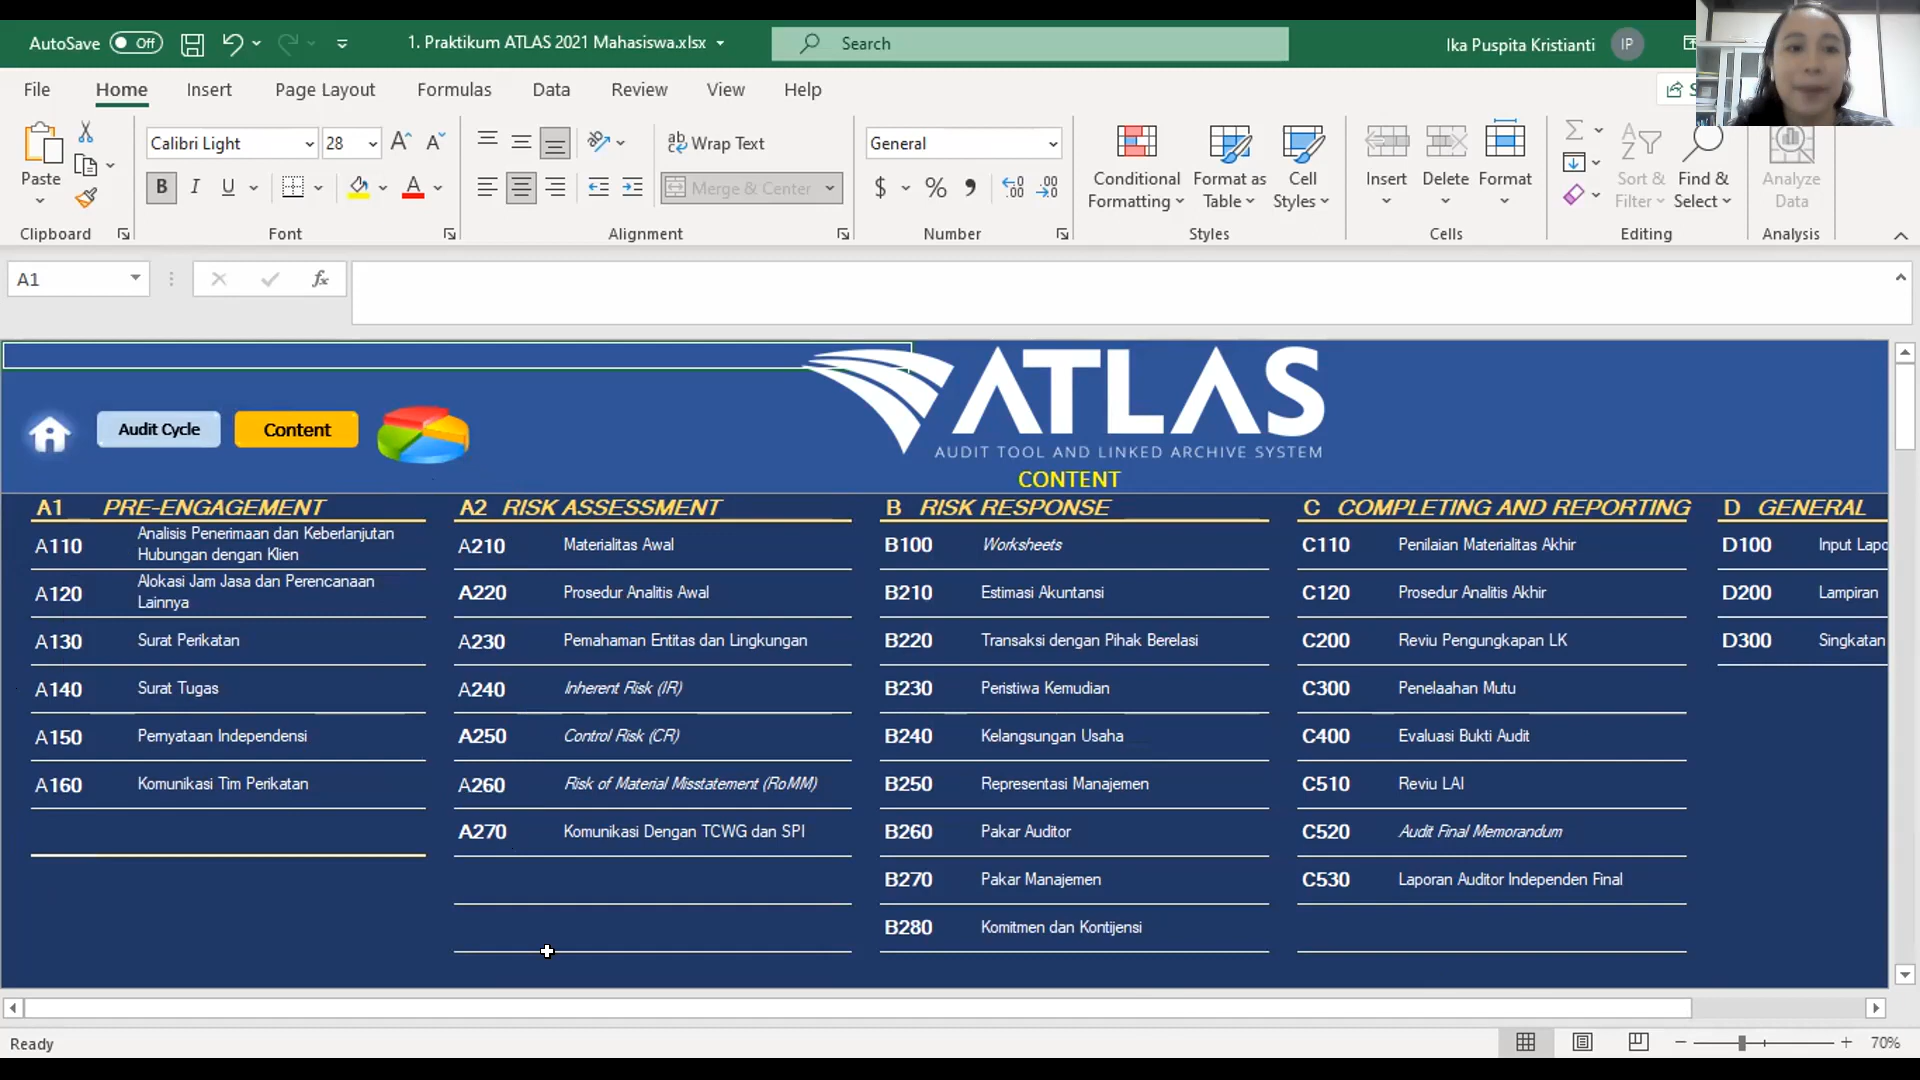 AutoSave Off
1. Praktikum ATLAS 2021 Mahasiswa.xlsx
Search
Ika Puspita Kristianti IP
File Home Insert Page Layout Formulas Data Review View Help
Paste
Clipboard
Calibri Light 28
B I U
Font
Wrap Text
Merge & Center
Alignment
General
$ %
Number
Conditional Formatting
Format as Table
Cell Styles
Styles
Insert Delete Format
Cells
Sort & Filter
Find & Select
Editing
Analyze Data
Analysis
A1
fx
ATLAS
AUDIT TOOL AND LINKED ARCHIVE SYSTEM
CONTENT
Audit Cycle
Content
A1 PRE-ENGAGEMENT
A110 Analisis Penerimaan dan Keberlanjutan
Hubungan dengan Klien
A120 Alokasi Jam Jasa dan Perencanaan
Lainnya
A130 Surat Perikatan
A140 Surat Tugas
A150 Pernyataan Independensi
A160 Komunikasi Tim Perikatan
A2 RISK ASSESSMENT
A210 Materialitas Awal
A220 Prosedur Analitis Awal
A230 Pemahaman Entitas dan Lingkungan
A240 Inherent Risk (IR)
A250 Control Risk (CR)
A260 Risk of Material Misstatement (RoMM)
A270 Komunikasi Dengan TCWG dan SPI
B RISK RESPONSE
B100 Worksheets
B210 Estimasi Akuntansi
B220 Transaksi dengan Pihak Berelasi
B230 Peristiwa Kemudian
B240 Kelangsungan Usaha
B250 Representasi Manajemen
B260 Pakar Auditor
B270 Pakar Manajemen
B280 Komitmen dan Kontijensi
C COMPLETING AND REPORTING
C110 Penilaian Materialitas Akhir
C120 Prosedur Analitis Akhir
C200 Reviu Pengungkapan LK
C300 Penelaahan Mutu
C400 Evaluasi Bukti Audit
C510 Reviu LAI
C520 Audit Final Memorandum
C530 Laporan Auditor Independen Final
D GENERAL
D100 Input Lapo
D200 Lampiran
D300 Singkatan
Ready
70%